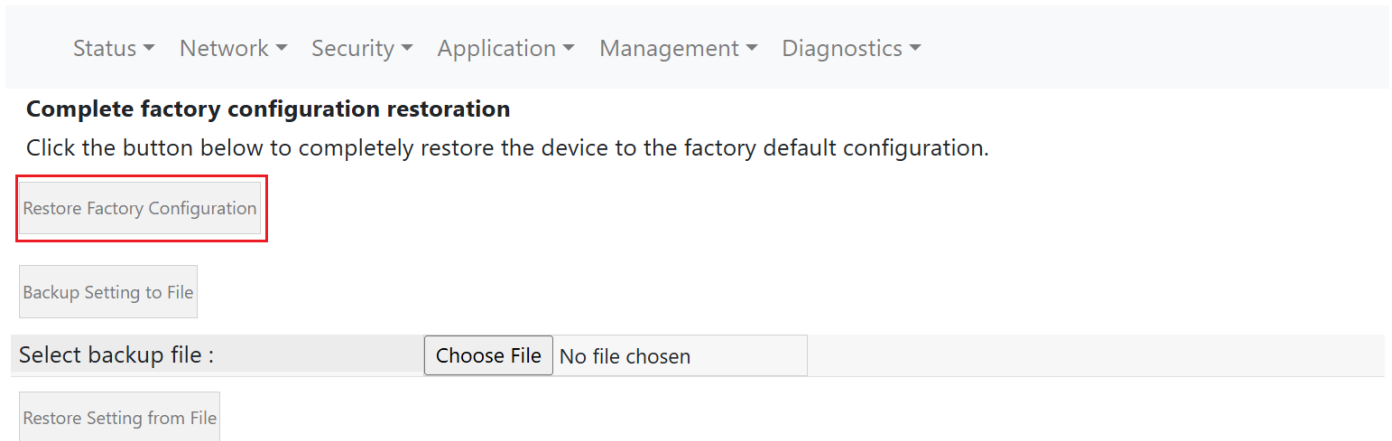 Status Network Security Application Management Diagnostics
Complete factory configuration restoration
Click the button below to completely restore the device to the factory default configuration.
Restore Factory Configuration
Backup Setting to File
Select backup file : Choose File No file chosen
Restore Setting from File